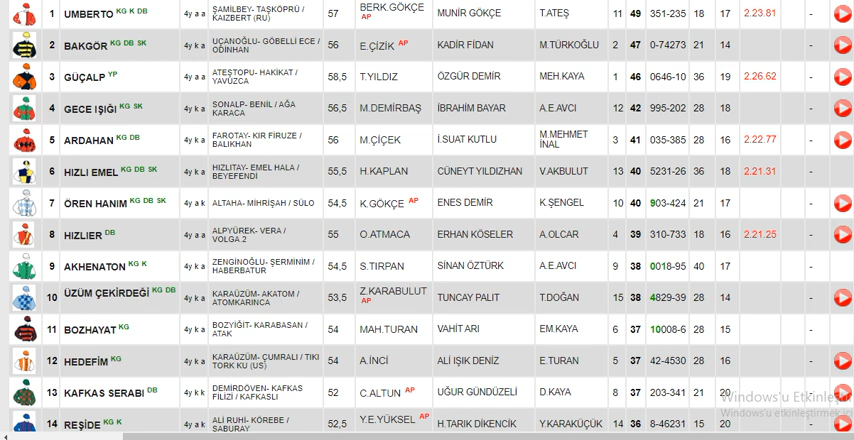 1 UMBERTO KG K DB 4y a a ŞAMİLBEY- TAŞKÖPRÜ / KAIZBERT (RU) 57 BERK.GÖKÇE AP MUNİR GÖKÇE T.ATEŞ 11 49 351-235 18 17 2.23.81 -
2 BAKGÖR KG DB SK 4y k a UÇANOĞLU- GÖBELLİ ECE / ODİNHAN 56 E.ÇİZİK AP KADİR FİDAN M.TÜRKOĞLU 2 47 0-74273 21 14 -
3 GÜÇALP YP 4y k a ATEŞTOPU- HAKİKAT / YAVÜZCA 58,5 T.YILDIZ ÖZGÜR DEMİR MEH.KAYA 1 46 0646-10 36 19 2.26.62 -
4 GECE IŞIĞI KG SK 4y k a SONALP- BENİL / AĞA KARACA 56,5 M.DEMİRBAŞ İBRAHİM BAYAR A.E.AVCI 12 42 995-202 28 18 -
5 ARDAHAN KG DB 4y k a FAROTAY- KIR FİRUZE / BALIKHAN 56 M.ÇİÇEK İ.SUAT KUTLU M.MEHMET İNAL 3 41 035-385 28 16 2.22.77 -
6 HIZLI EMEL KG DB SK 4y k a HIZLITAY- EMEL HALA / BEYEFENDİ 55,5 H.KAPLAN CÜNEYT YILDIZHAN V.AKBULUT 13 40 5231-26 36 18 2.21.31 -
7 ÖREN HANIM KG DB SK 4y a k ALTAHA- MİHRİŞAH / SÜLO 54,5 K.GÖKÇE AP ENES DEMİR K.ŞENGEL 10 40 903-424 21 17 -
8 HIZLIER DB 4y a a ALPYÜREK- VERA / VOLGA.2 55 O.ATMACA ERHAN KÖSELER A.OLCAR 4 39 310-733 18 16 2.21.25 -
9 AKHENATON KG K 4y k a ZENGİNOĞLU- ŞERMİNİM / HABERBATUR 54,5 S.TIRPAN SİNAN ÖZTÜRK A.E.AVCI 9 38 0018-95 40 17 -
10 ÜZÜM ÇEKİRDEĞİ KG DB 4y k a KARAÜZÜM- AKATOM / ATOMKARINCA 53,5 Z.KARABULUT AP TUNCAY PALIT T.DOĞAN 15 38 4829-39 28 14 -
11 BOZHAYAT KG 4y k a BOZYİĞİT- KARABASAN / ATAK 54 MAH.TURAN VAHİT ARI EM.KAYA 6 37 10008-6 28 15 -
12 HEDEFİM KG 4y k a KARAÜZÜM- ÇUMRALI / TIKI TORK KU (US) 54 A.İNCİ ALİ IŞIK DENİZ E.TURAN 5 37 42-4530 28 16 -
13 KAFKAS SERABI DB 4y k k DEMİRDÖVEN- KAFKAS FİLİZİ / KAFKASLI 52 C.ALTUN AP UĞUR GÜNDÜZELİ D.KAYA 8 37 203-341 21 20 -
14 REŞİDE KG K 4y a k ALİ RUHİ- KÖREBE / SABURAY 52,5 Y.E.YÜKSEL AP H.TARIK DİKENCİK Y.KARAKÜÇÜK 14 36 8-46231 15 20 -
Windows'u Etkinleştir
Windows'u etkinleştirmek içi